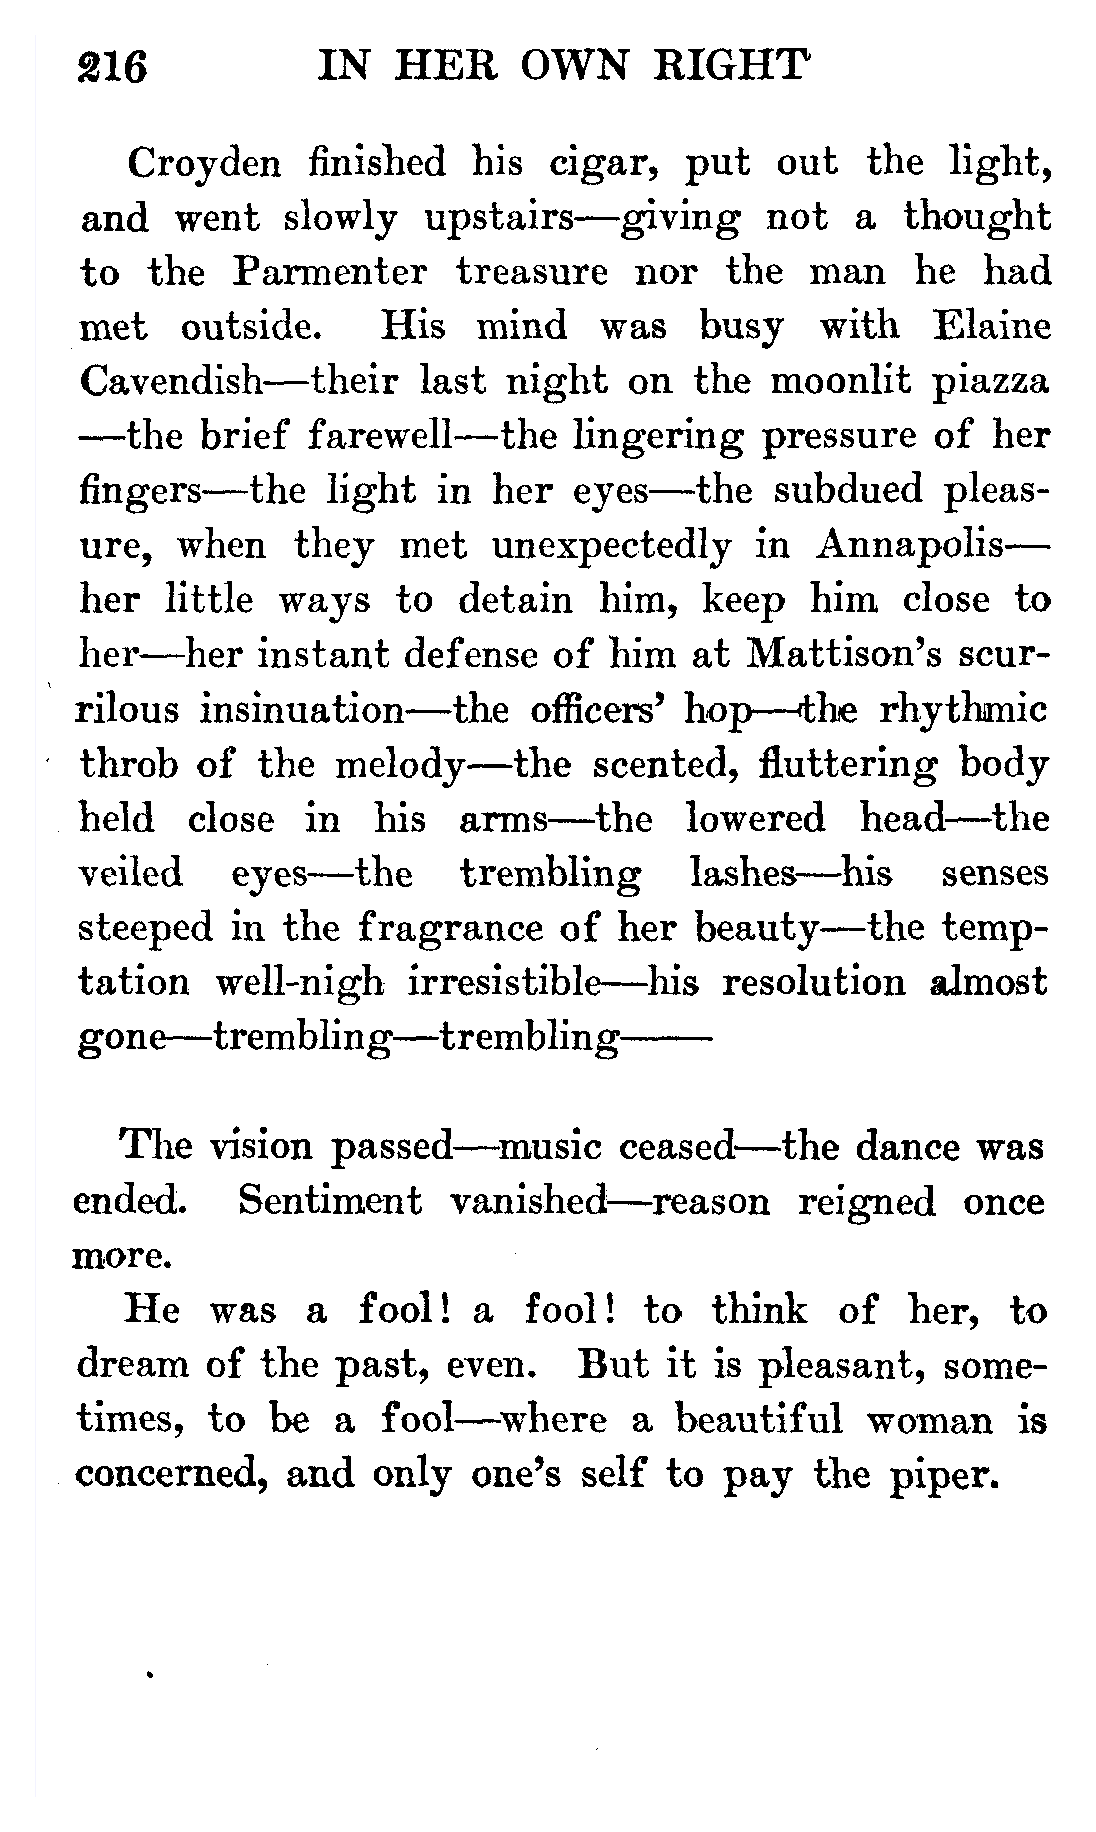 216 IN HER OWN RIGHT
Croyden finished his cigar, put out the light,
and went slowly upstairs—giving not a thought
to the Parmenter treasure nor the man he had
met outside. His mind was busy with Elaine
Cavendish—their last night on the moonlit piazza
—the brief farewell—the lingering pressure of her
fingers—the light in her eyes—the subdued pleas-
ure, when they met unexpectedly in Annapolis—
her little ways to detain him, keep him close to
her—her instant defense of him at Mattison's scur-
rilous insinuation—the officers' hop—the rhythmic
throb of the melody—the scented, fluttering body
held close in his arms—the lowered head—the
veiled eyes—the trembling lashes—his senses
steeped in the fragrance of her beauty—the temp-
tation well-nigh irresistible—his resolution almost
gone—trembling—trembling——
The vision passed—music ceased—the dance was
ended. Sentiment vanished—reason reigned once
more.
He was a fool! a fool! to think of her, to
dream of the past, even. But it is pleasant, some-
times, to be a fool—where a beautiful woman is
concerned, and only one's self to pay the piper.